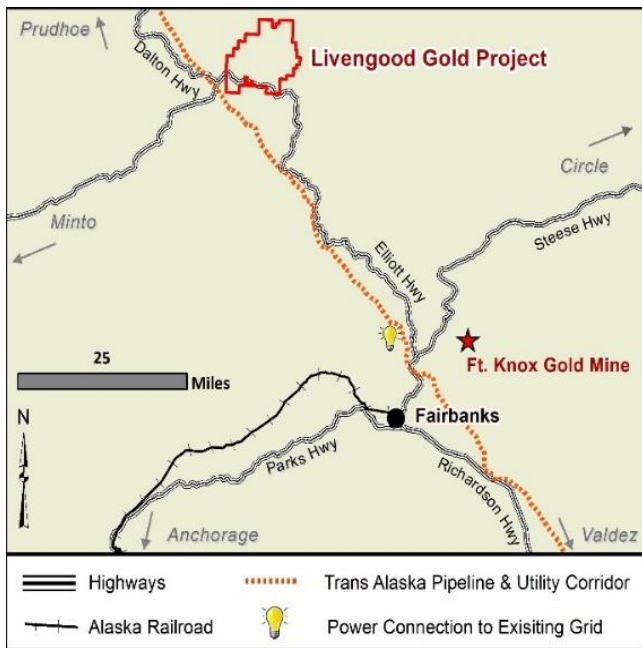 Prudhoe
Dalton Hwy
Livengood Gold Project
Circle
Minto
Steese Hwy
Elliott Hwy
25
Miles
Ft. Knox Gold Mine
N
Fairbanks
Parks Hwy
Richardson Hwy
Anchorage
Valdez
Highways
Trans Alaska Pipeline & Utility Corridor
Alaska Railroad
Power Connection to Exisiting Grid